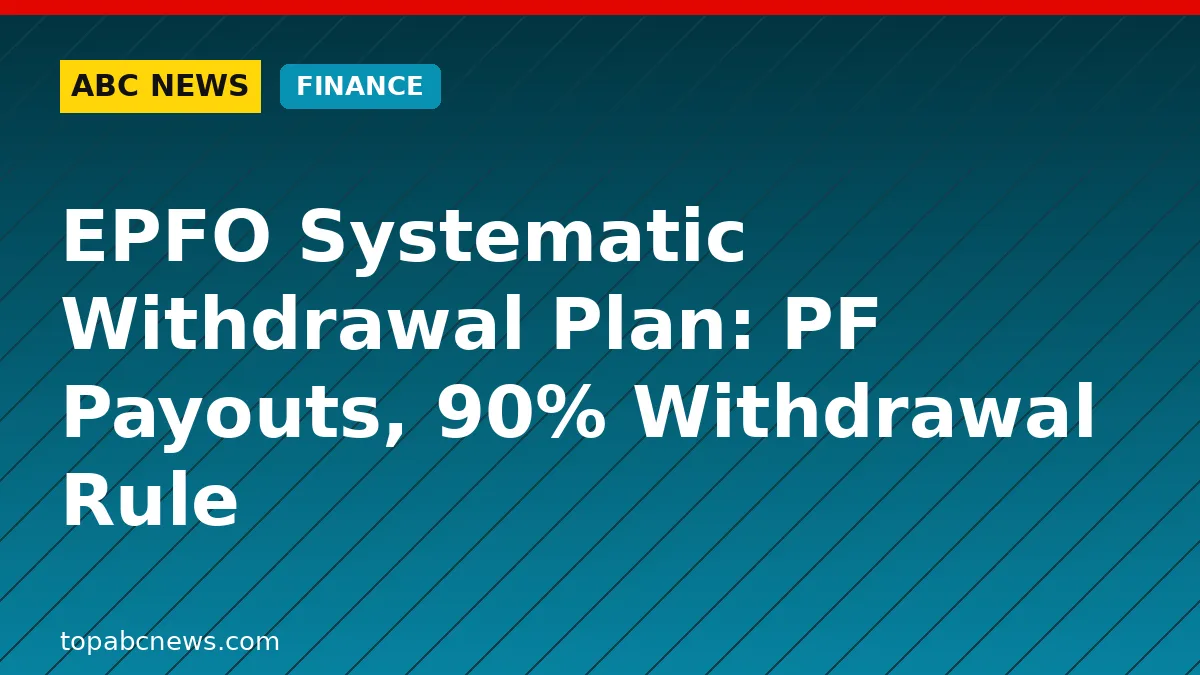 ABC NEWS
FINANCE
EPFO Systematic
Withdrawal Plan: PF
Payouts, 90% Withdrawal
Rule
topabcnews.com